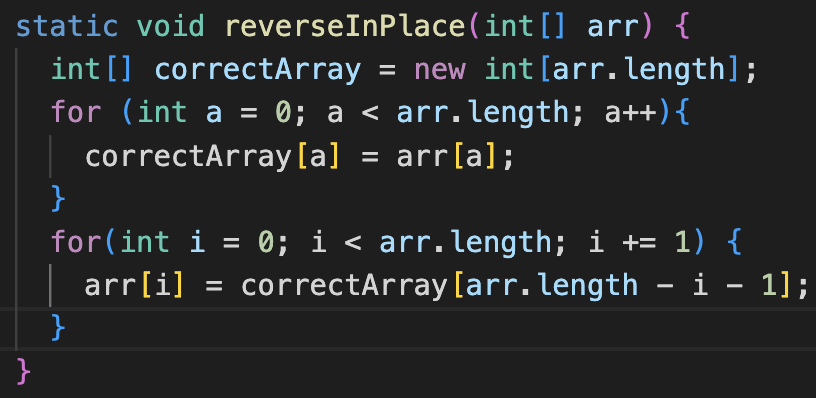 static void reverseInPlace(int[] arr) {
int[] correctArray = new int[arr.length];
for (int a = 0; a < arr.length; a++){
correctArray[a] = arr[a];
}
for(int i = 0; i < arr.length; i += 1) {
arr[i] = correctArray[arr.length - i - 1];
}
}